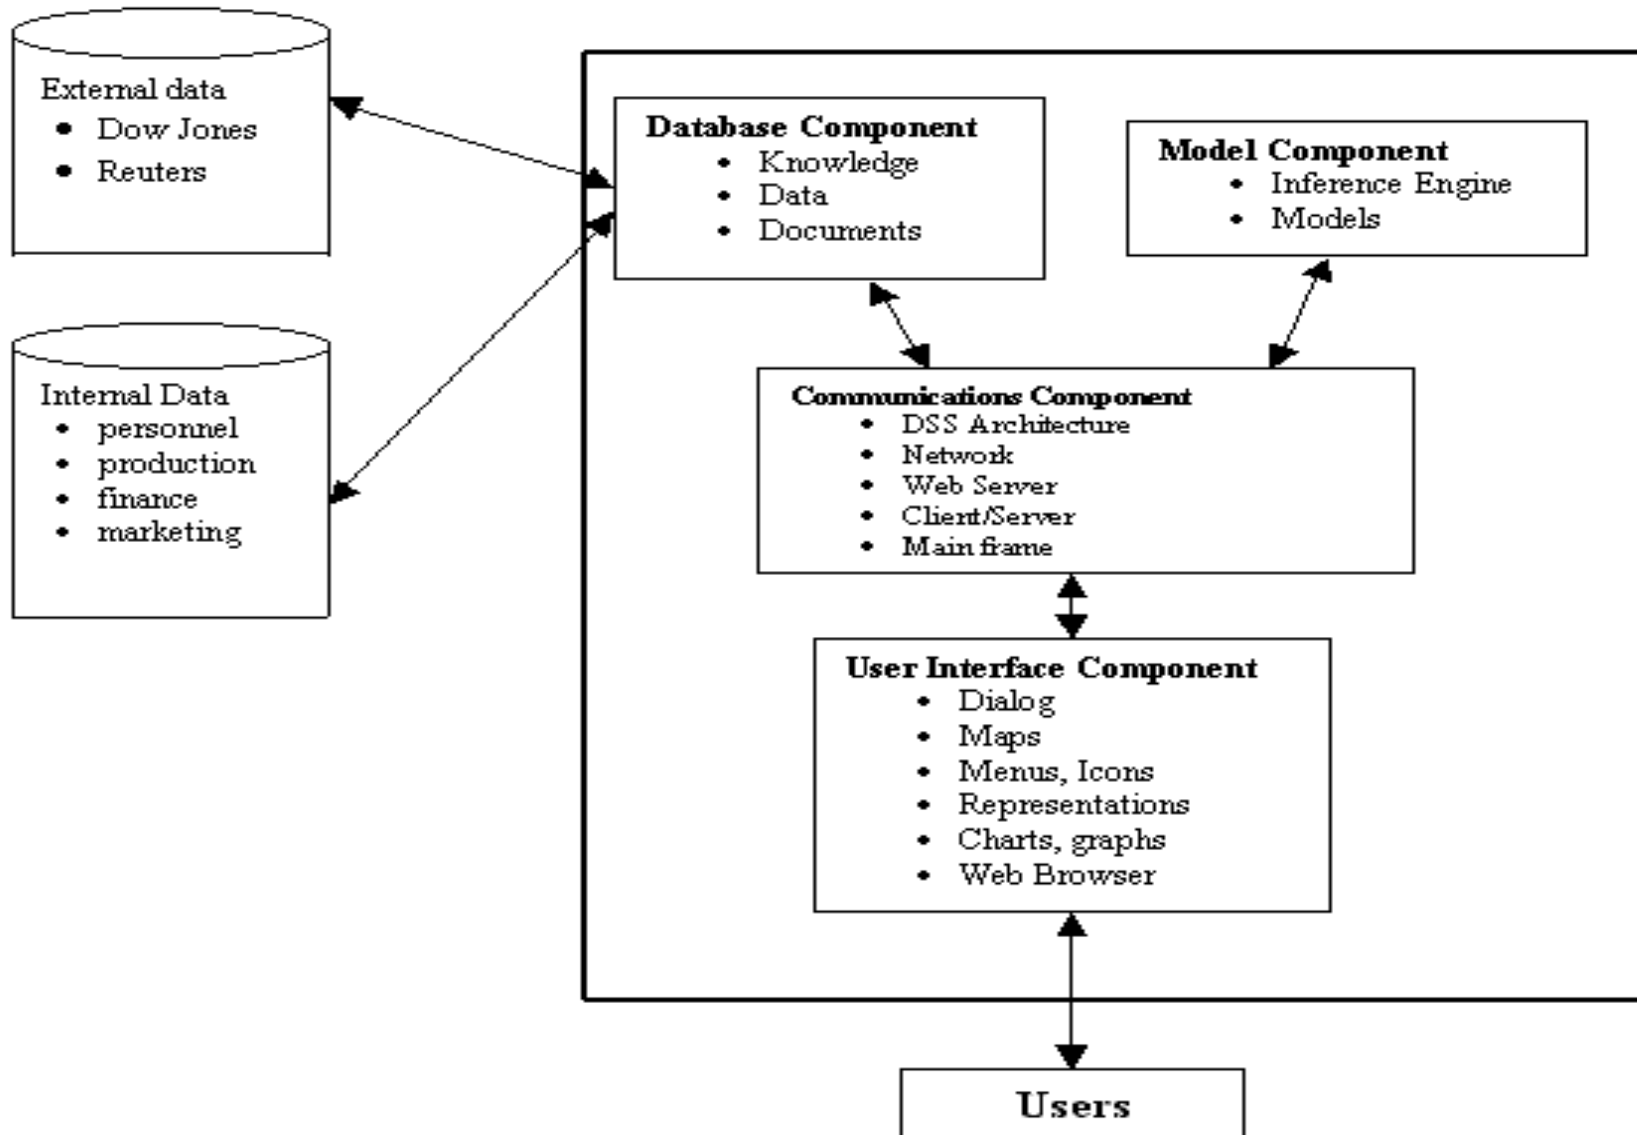 External data
• Dow Jones
• Reuters
Internal Data
• personnel
• production
• finance
• marketing
Database Component
• Knowledge
• Data
• Documents
Model Component
• Inference Engine
• Models
Communications Component
• DSS Architecture
• Network
• Web Server
• Client/Server
• Main frame
User Interface Component
• Dialog
• Maps
• Menus, Icons
• Representations
• Charts, graphs
• Web Browser
Users